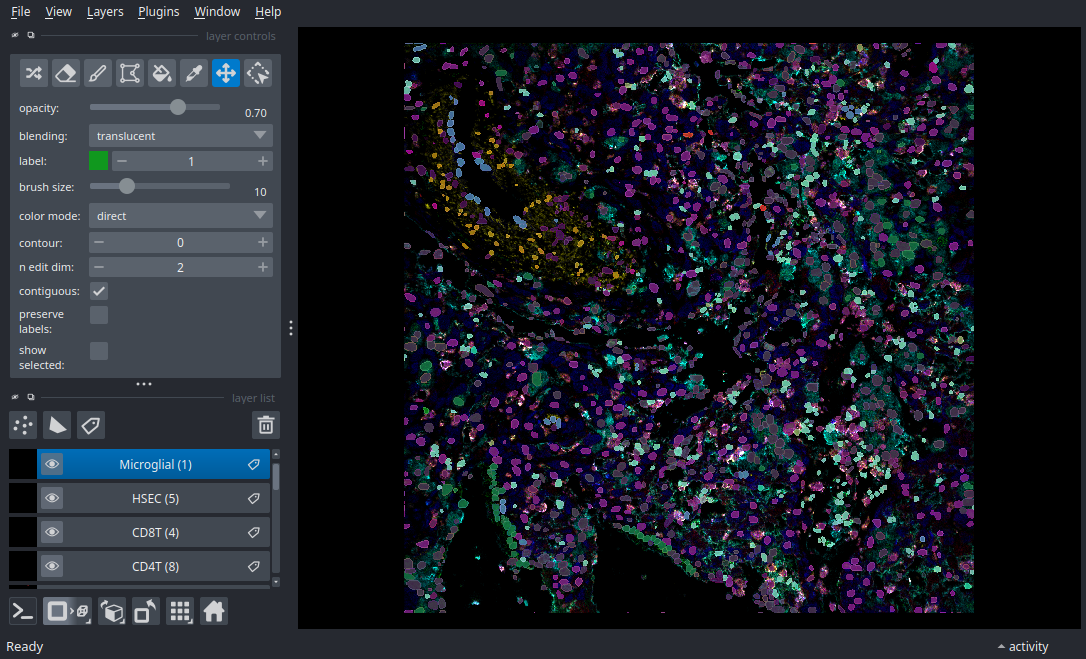 File View Layers Plugins Window Help
layer controls
opacity: 0.70
blending: translucent
label: 1
brush size: 10
color mode: direct
contour: 0
n edit dim: 2
contiguous:
preserve
labels:
show
selected:
layer list
Microglial (1)
HSEC (5)
CD8T (4)
CD4T (8)
Ready activity